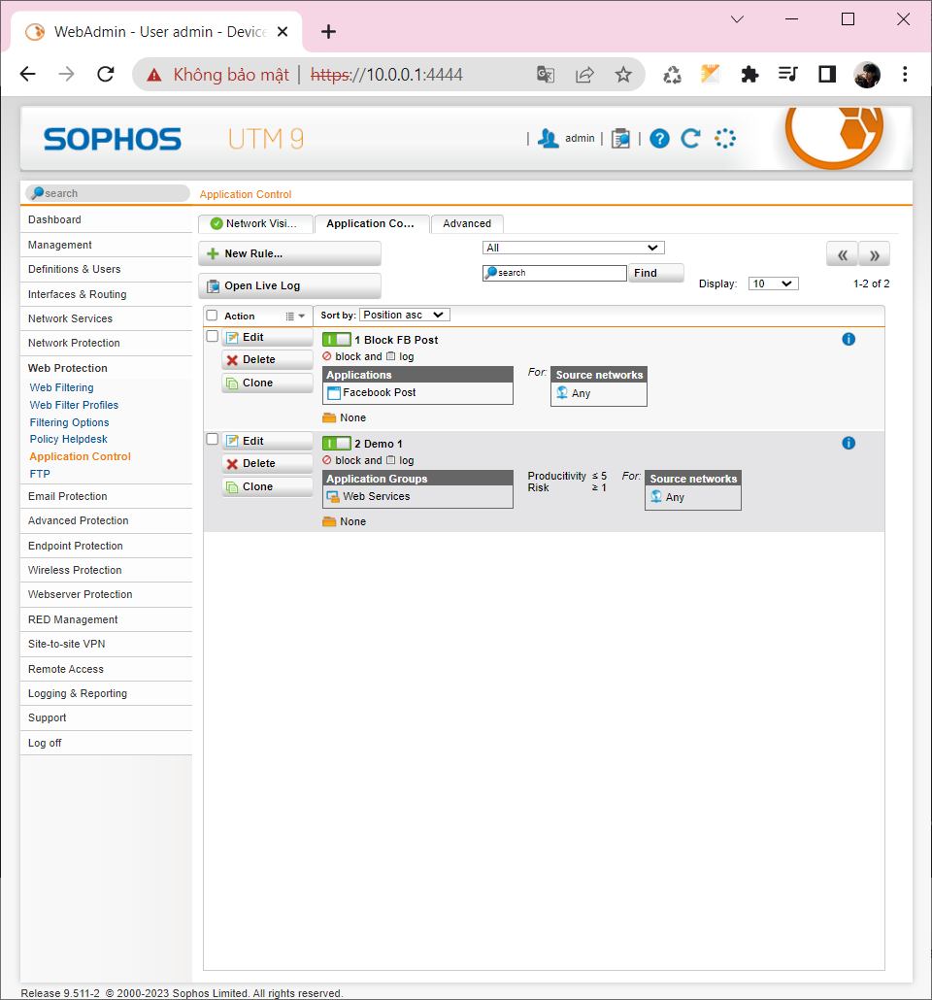 WebAdmin - User admin - Device
Không bảo mật | https://10.0.0.1:4444
SOPHOS UTM 9
| admin | |
search
Application Control
Dashboard
Management
Definitions & Users
Interfaces & Routing
Network Services
Network Protection
Web Protection
Web Filtering
Web Filter Profiles
Filtering Options
Policy Helpdesk
Application Control
FTP
Email Protection
Advanced Protection
Endpoint Protection
Wireless Protection
Webserver Protection
RED Management
Site-to-site VPN
Remote Access
Logging & Reporting
Support
Log off
Network Visi... Application Co... Advanced
New Rule...
Open Live Log
All
search Find
Display: 10 1-2 of 2
Action Sort by: Position asc
Edit
Delete
Clone
1 Block FB Post
block and log
Applications
Facebook Post
For: Source networks
Any
None
Edit
Delete
Clone
2 Demo 1
block and log
Application Groups
Web Services
Producitivity ≤ 5
Risk ≥ 1
For: Source networks
Any
None
Release 9.511-2 © 2000-2023 Sophos Limited. All rights reserved.